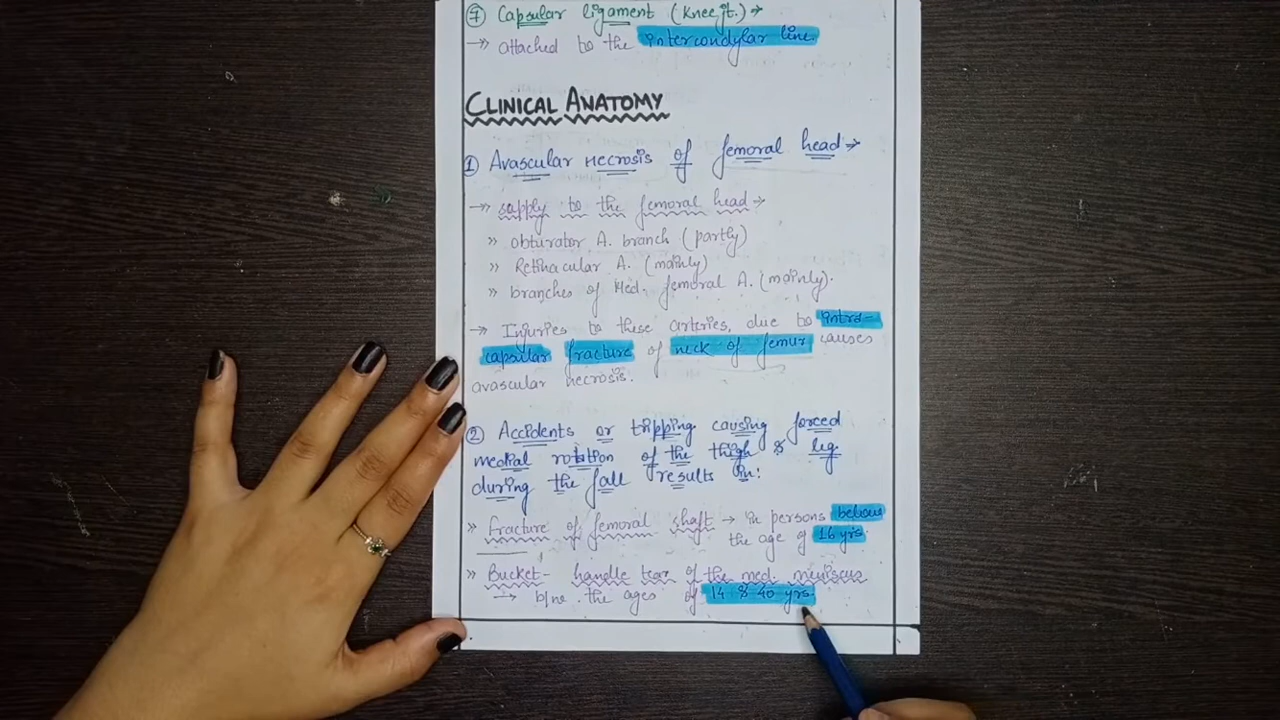 ⑦ Capsular ligament (knee jt.) →
→» attached to the intercondylar line.
CLINICAL ANATOMY
① Avascular necrosis of femoral head →
→» supply to the femoral head →
» obturator A. branch (partly)
» Retinacular A. (mainly)
» branches of Med. femoral A. (mainly).
→» Injuries to these arteries, due to intra-
capsular fracture of neck of femur causes
avascular necrosis.
② Accidents or tripping causing forced
medial rotation of the thigh & leg
during the fall results in:
» Fracture of femoral shaft → in persons below
the age of 16 yrs.
» Bucket-handle tear of the med. meniscus
→ b/ne. the ages of 14 & 40 yrs.